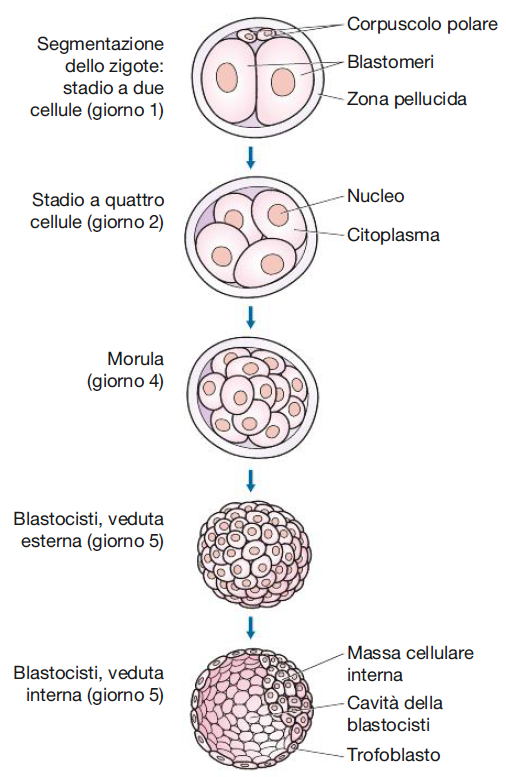 Segmentazione
dello zigote:
stadio a due
cellule (giorno 1)
Corpuscolo polare
Blastomeri
Zona pellucida
Stadio a quattro
cellule (giorno 2)
Nucleo
Citoplasma
Morula
(giorno 4)
Blastocisti, veduta
esterna (giorno 5)
Blastocisti, veduta
interna (giorno 5)
Massa cellulare
interna
Cavità della
blastocisti
Trofoblasto